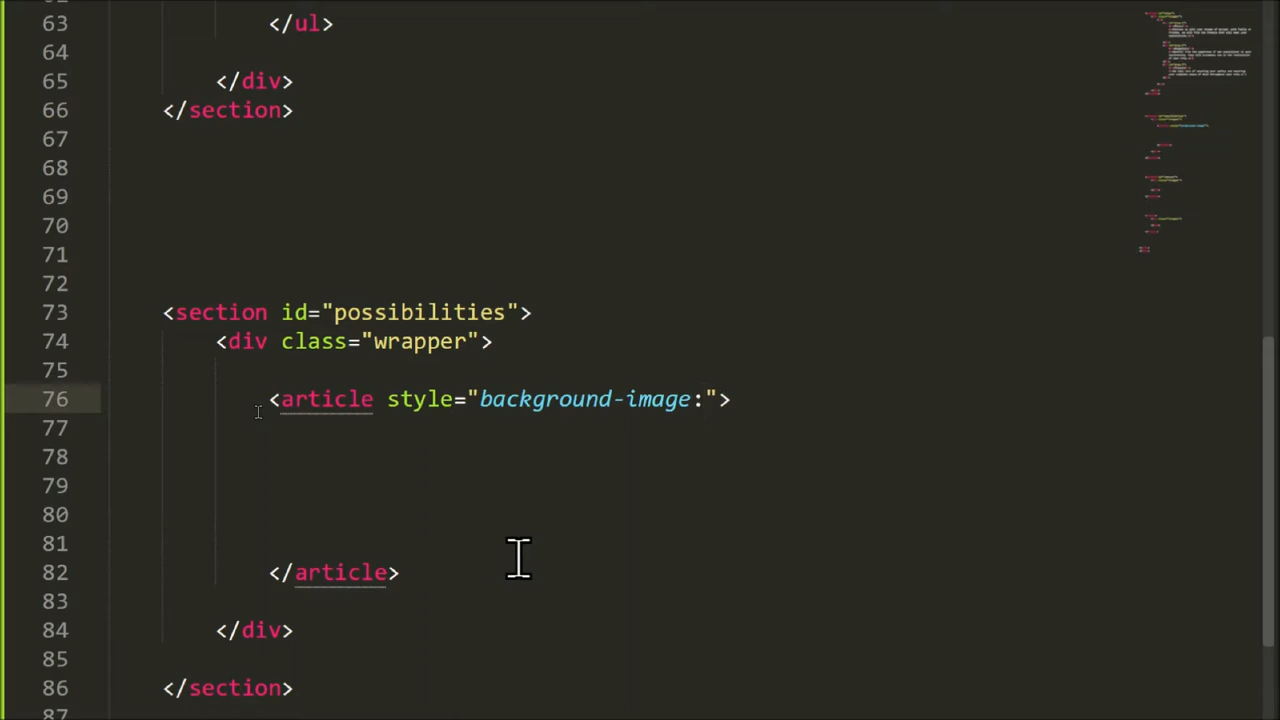 63 </ul>
64
65 </div>
66 </section>
67
68
69
70
71
72
73 <section id="possibilities">
74 <div class="wrapper">
75
76 <article style="background-image:">
77
78
79
80
81
82 </article>
83
84 </div>
85
86 </section>
87